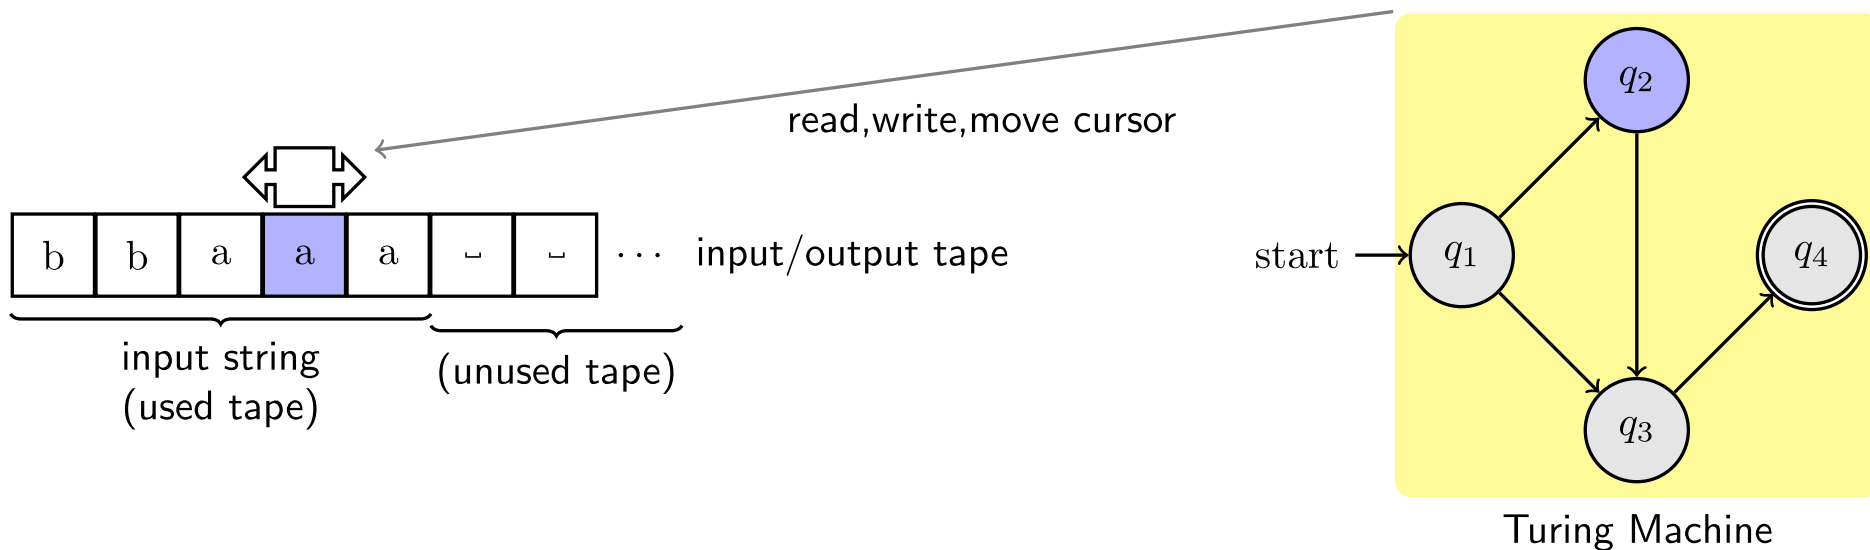 q2
read,write,move cursor
b b a a a ␣ ␣ ··· input/output tape
start q1 q4
input string
(used tape)
(unused tape)
q3
Turing Machine